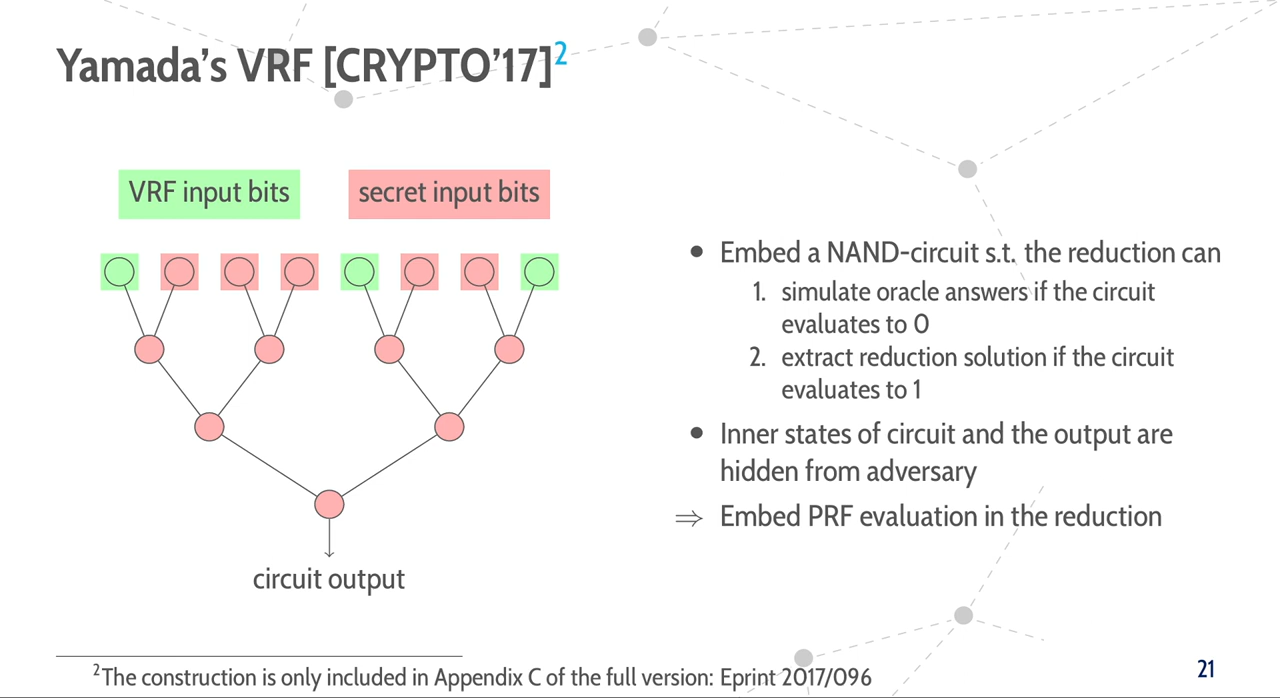 Yamada's VRF [CRYPTO'17]²
VRF input bits
secret input bits
circuit output
• Embed a NAND-circuit s.t. the reduction can
1. simulate oracle answers if the circuit
evaluates to 0
2. extract reduction solution if the circuit
evaluates to 1
• Inner states of circuit and the output are
hidden from adversary
⇒ Embed PRF evaluation in the reduction
²The construction is only included in Appendix C of the full version: Eprint 2017/096
21